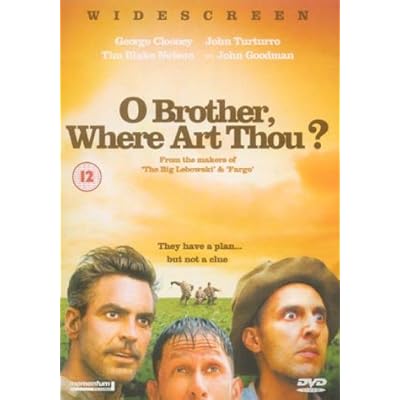 WIDESCREEN
George Clooney John Turturro
Tim Blake Nelson John Goodman
O Brother,
Where Art Thou?
From the makers of
'The Big Lebowski' & 'Fargo'
12
They have a plan...
but not a clue
momentum
DVD